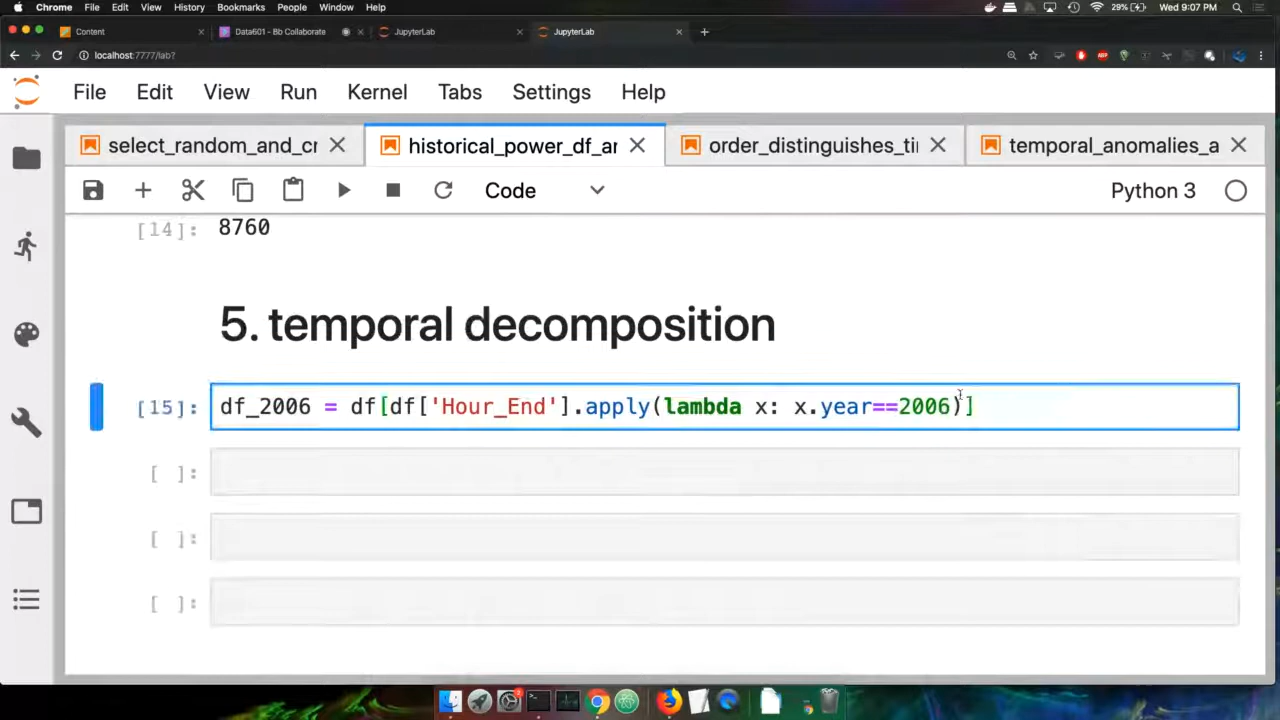 Chrome File Edit View History Bookmarks People Window Help 29% Wed 9:07 PM
Content Data601 - Bb Collaborate JupyterLab JupyterLab
localhost:7777/lab?
File Edit View Run Kernel Tabs Settings Help
select_random_and_cr historical_power_df_ar order_distinguishes_ti temporal_anomalies_a
Code Python 3
[14]: 8760
5. temporal decomposition
[15]: df_2006 = df[df['Hour_End'].apply(lambda x: x.year==2006)]
[ ]:
[ ]:
[ ]: